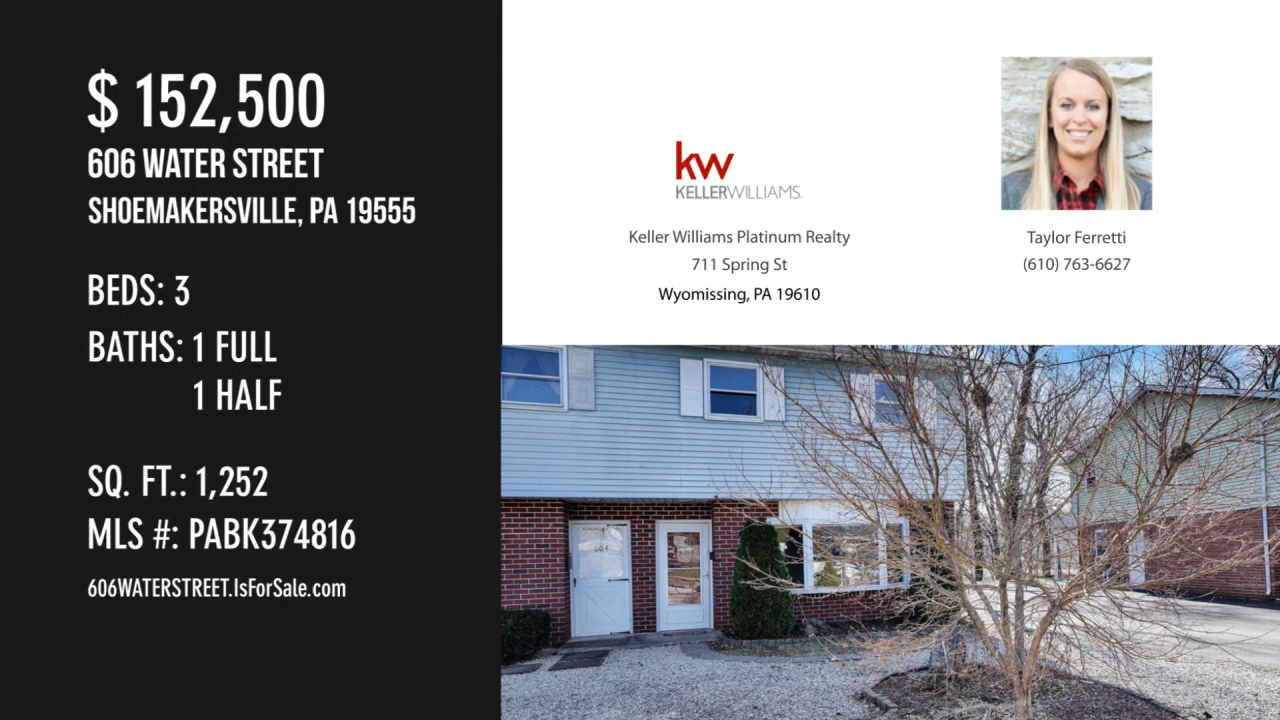 $ 152,500
606 WATER STREET
SHOEMAKERSVILLE, PA 19555
BEDS: 3
BATHS: 1 FULL
1 HALF
SQ. FT.: 1,252
MLS #: PABK374816
606WATERSTREET.IsForSale.com
kw
KELLERWILLIAMS.
Keller Williams Platinum Realty
711 Spring St
Wyomissing, PA 19610
Taylor Ferretti
(610) 763-6627
604